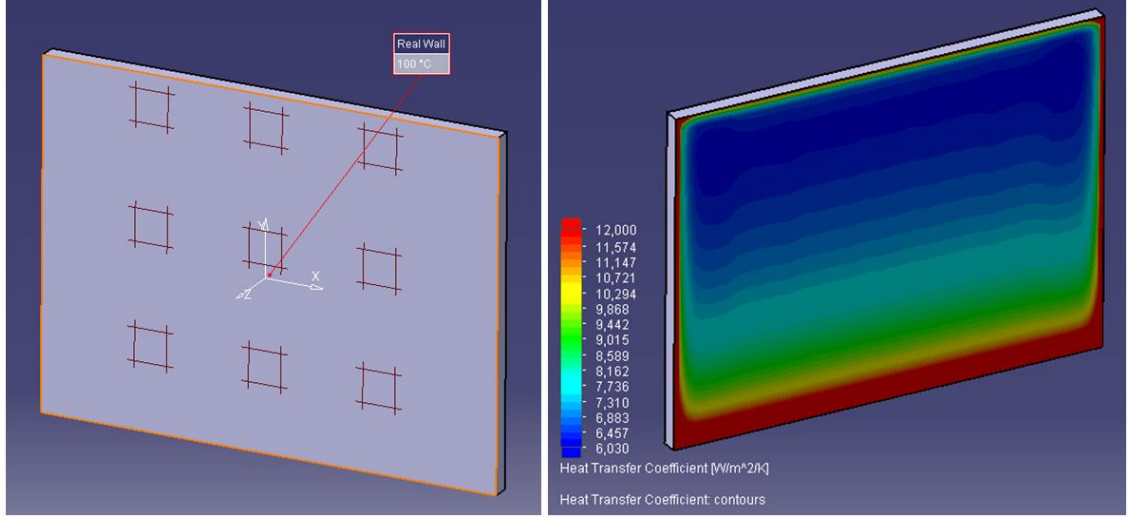 Real Wall
100 °C
Y
X
Z
12,000
11,574
11,147
10,721
10,294
9,868
9,442
9,015
8,589
8,162
7,736
7,310
6,883
6,457
6,030
Heat Transfer Coefficient [W/m^2/K]
Heat Transfer Coefficient: contours